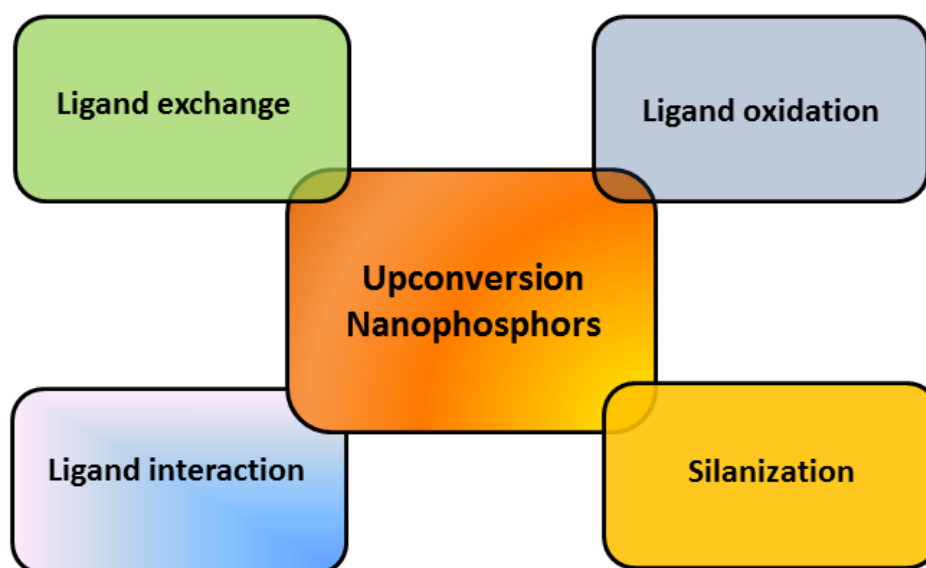 Ligand exchange
Ligand oxidation
Upconversion
Nanophosphors
Ligand interaction
Silanization